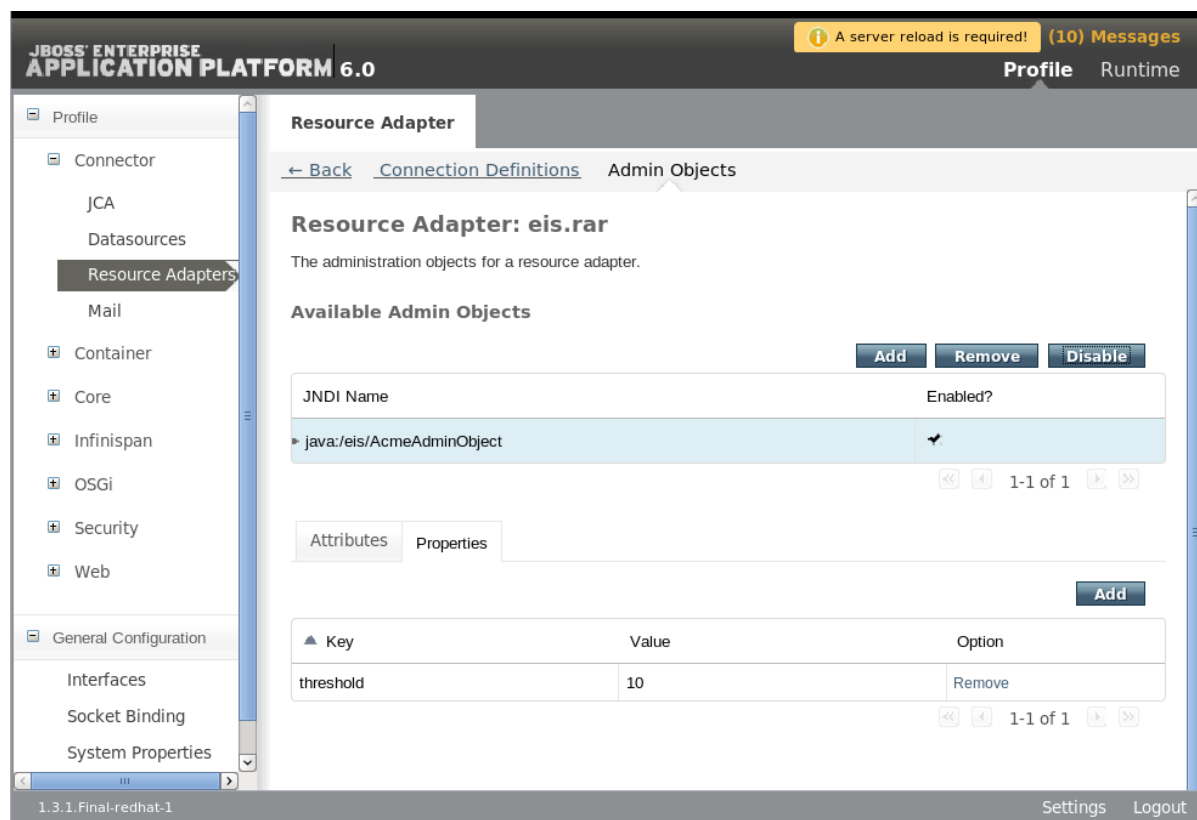 JBOSS® ENTERPRISE
APPLICATION PLATFORM 6.0
A server reload is required!
(10) Messages
Profile Runtime
Profile
Connector
JCA
Datasources
Resource Adapters
Mail
Container
Core
Infinispan
OSGi
Security
Web
General Configuration
Interfaces
Socket Binding
System Properties
Resource Adapter
← Back Connection Definitions Admin Objects
Resource Adapter: eis.rar
The administration objects for a resource adapter.
Available Admin Objects
Add Remove Disable
JNDI Name Enabled?
java:/eis/AcmeAdminObject
1-1 of 1
Attributes Properties
Add
Key Value Option
threshold 10 Remove
1-1 of 1
1.3.1.Final-redhat-1
Settings Logout